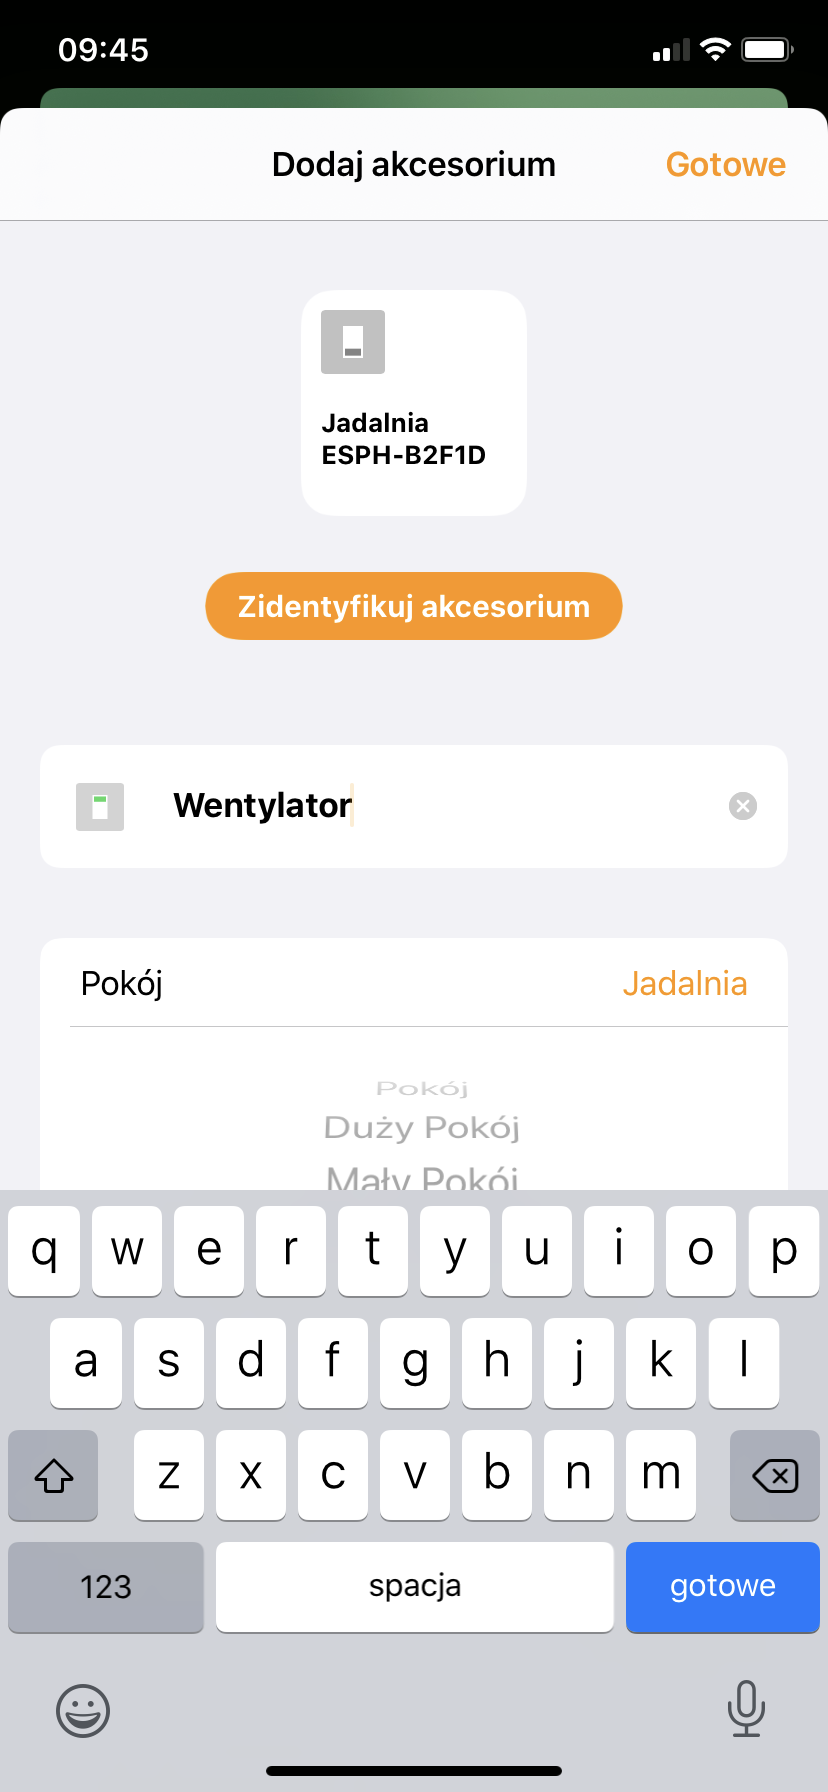 09:45
Dodaj akcesorium
Gotowe
Jadalnia
ESPH-B2F1D
Zidentyfikuj akcesorium
Wentylator
Pokój
Jadalnia
Pokój
Duży Pokój
Mały Pokój
q w e r t y u i o p
a s d f g h j k l
z x c v b n m
123
spacja
gotowe